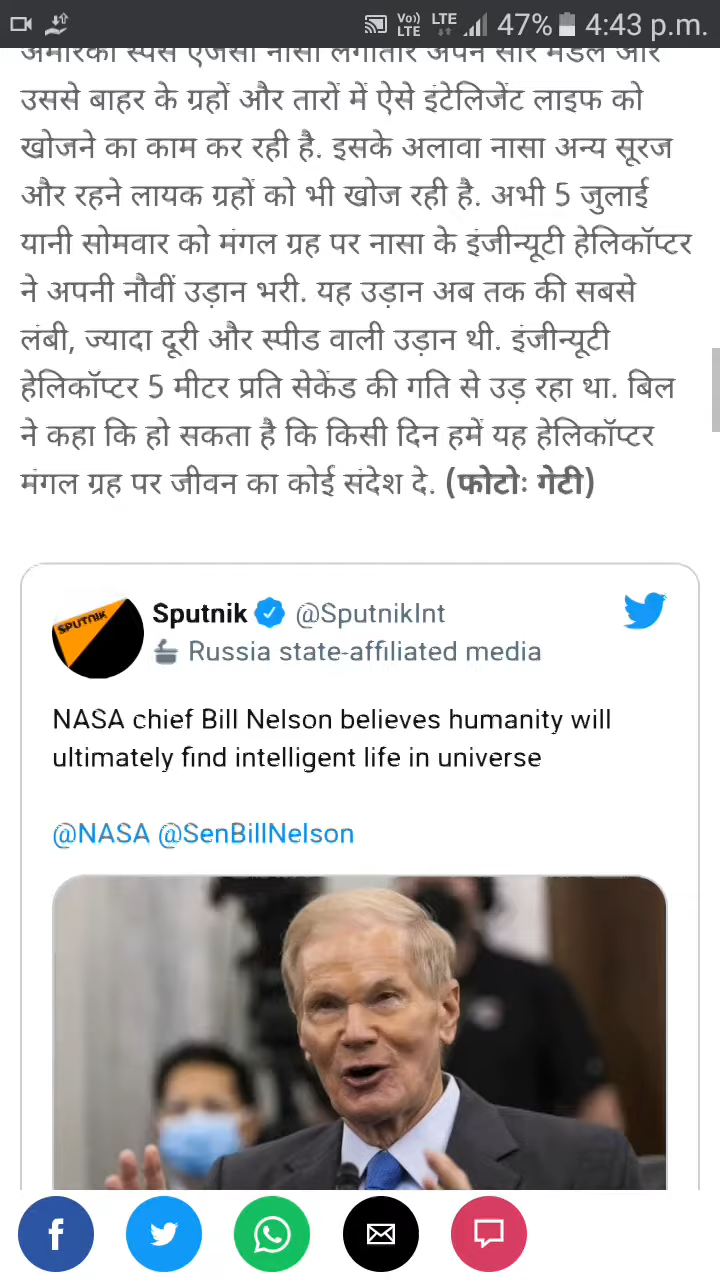 Vo)) LTE LTE 47% 4:43 p.m.
अमेरिकी स्पेस एजेंसी नासा लगातार अपने सौर मंडल और
उससे बाहर के ग्रहों और तारों में ऐसे इंटेलिजेंट लाइफ को
खोजने का काम कर रही है. इसके अलावा नासा अन्य सूरज
और रहने लायक ग्रहों को भी खोज रही है. अभी 5 जुलाई
यानी सोमवार को मंगल ग्रह पर नासा के इंजीन्यूटी हेलिकॉप्टर
ने अपनी नौवीं उड़ान भरी. यह उड़ान अब तक की सबसे
लंबी, ज्यादा दूरी और स्पीड वाली उड़ान थी. इंजीन्यूटी
हेलिकॉप्टर 5 मीटर प्रति सेकेंड की गति से उड़ रहा था. बिल
ने कहा कि हो सकता है कि किसी दिन हमें यह हेलिकॉप्टर
मंगल ग्रह पर जीवन का कोई संदेश दे. (फोटोः गेटी)
SPUTNIK
Sputnik @SputnikInt
Russia state-affiliated media
NASA chief Bill Nelson believes humanity will
ultimately find intelligent life in universe
@NASA @SenBillNelson